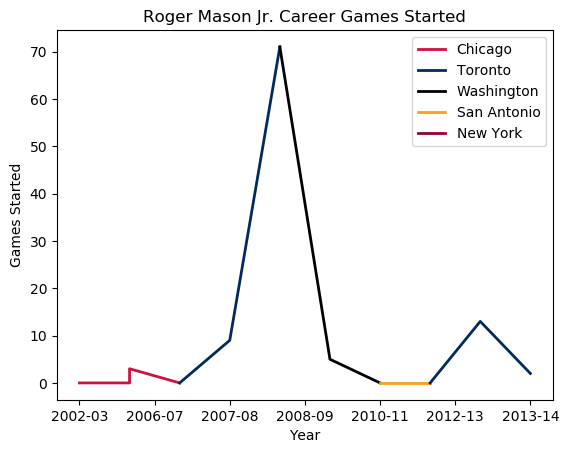 Roger Mason Jr. Career Games Started
Games Started
70
60
50
40
30
20
10
0
Chicago
Toronto
Washington
San Antonio
New York
2002-03 2006-07 2007-08 2008-09 2010-11 2012-13 2013-14
Year